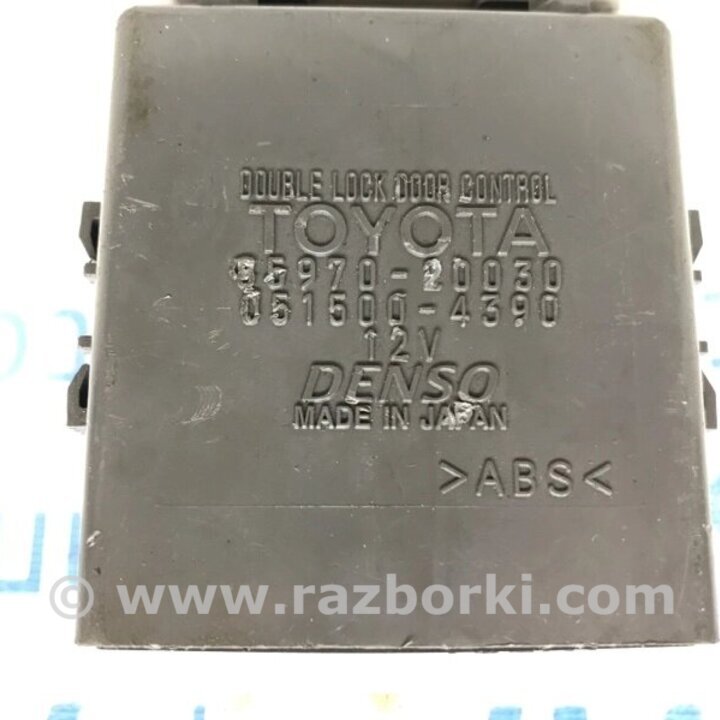 DOUBLE LOCK DOOR CONTROL
TOYOTA
85970-20030
051500-4390
12V
DENSO
MADE IN JAPAN
>ABS<
© www.razborki.com